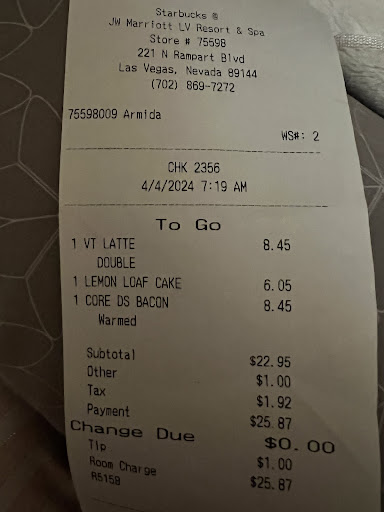 Starbucks @
JW Marriott LV Resort & Spa
Store # 75598
221 N Rampart Blvd
Las Vegas, Nevada 89144
(702) 869-7272
75598009 Armida
WS#: 2
CHK 2356
4/4/2024 7:19 AM
To Go
1 VT LATTE 8.45
DOUBLE
1 LEMON LOAF CAKE 6.05
1 CORE DS BACON 8.45
Warmed
Subtotal $22.95
Other $1.00
Tax $1.92
Payment $25.87
Change Due $0.00
Tip $1.00
Room Charge $25.87
R5158